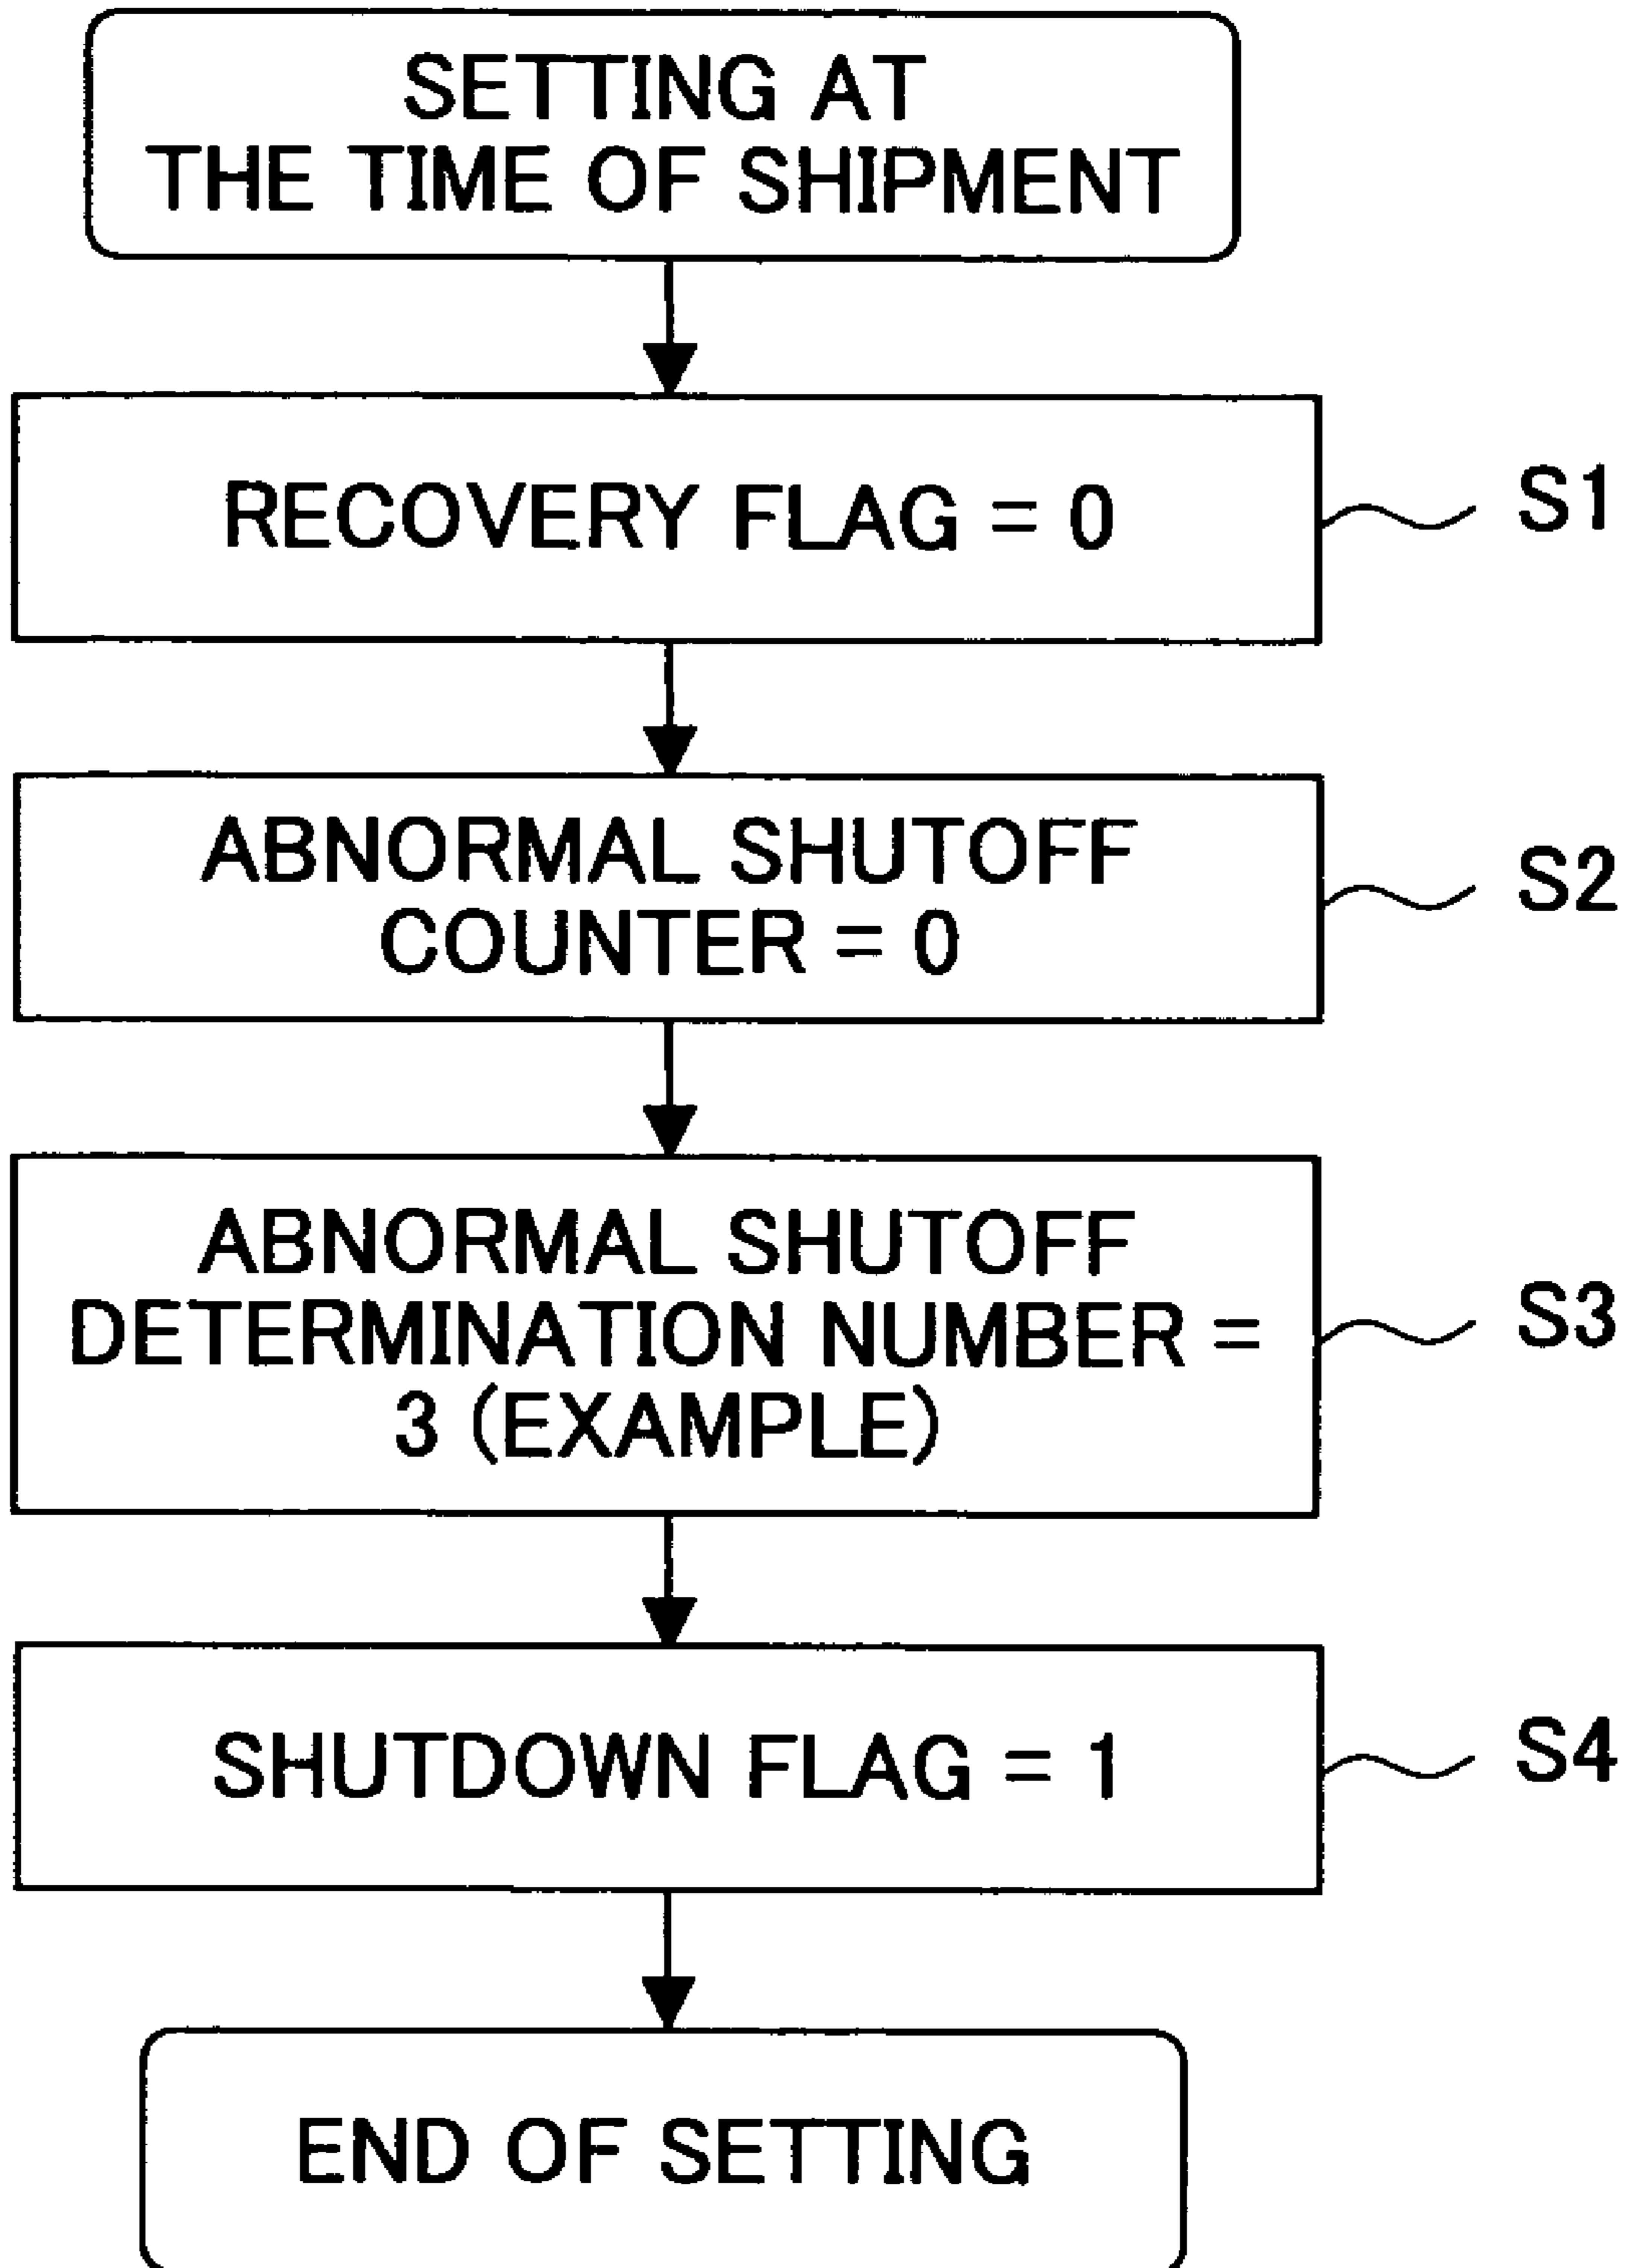 SETTING AT
THE TIME OF SHIPMENT
RECOVERY FLAG = 0
S1
ABNORMAL SHUTOFF
COUNTER = 0
S2
ABNORMAL SHUTOFF
DETERMINATION NUMBER =
3 (EXAMPLE)
S3
SHUTDOWN FLAG = 1
S4
END OF SETTING